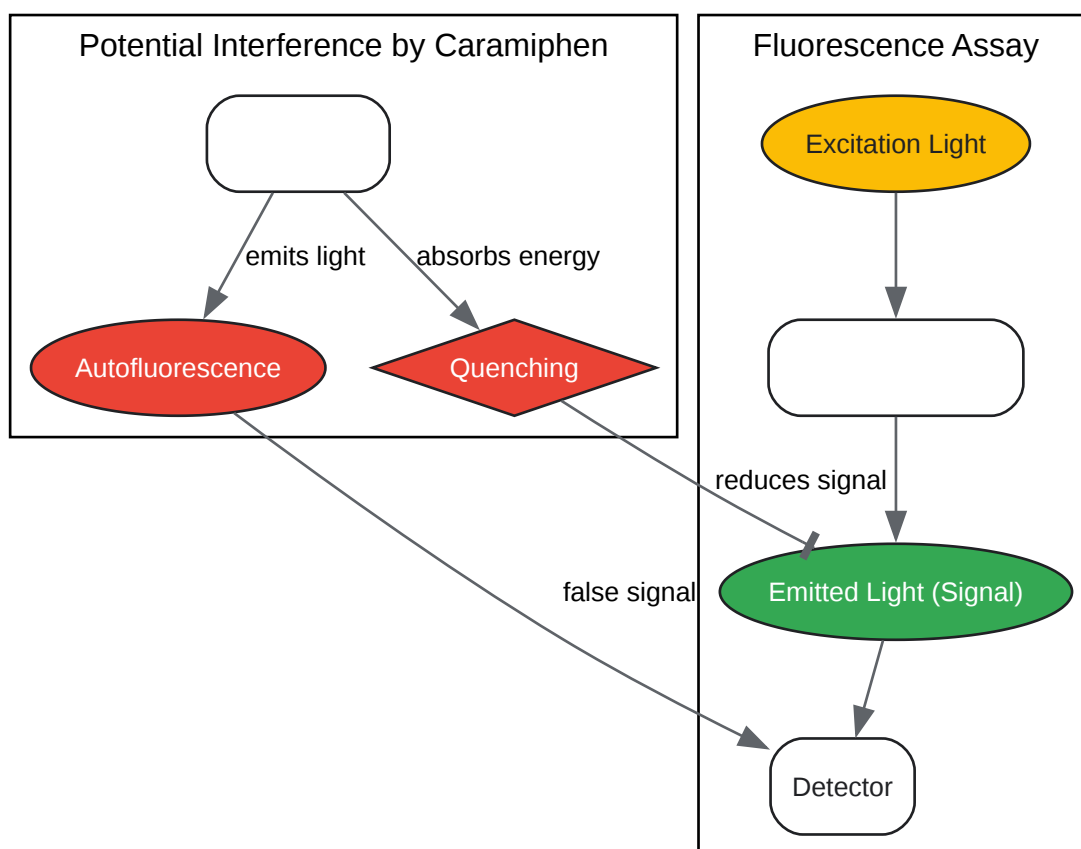 Potential Interference by Caramiphen
emits light
absorbs energy
Autofluorescence
Quenching
Fluorescence Assay
Excitation Light
reduces signal
Emitted Light (Signal)
false signal
Detector